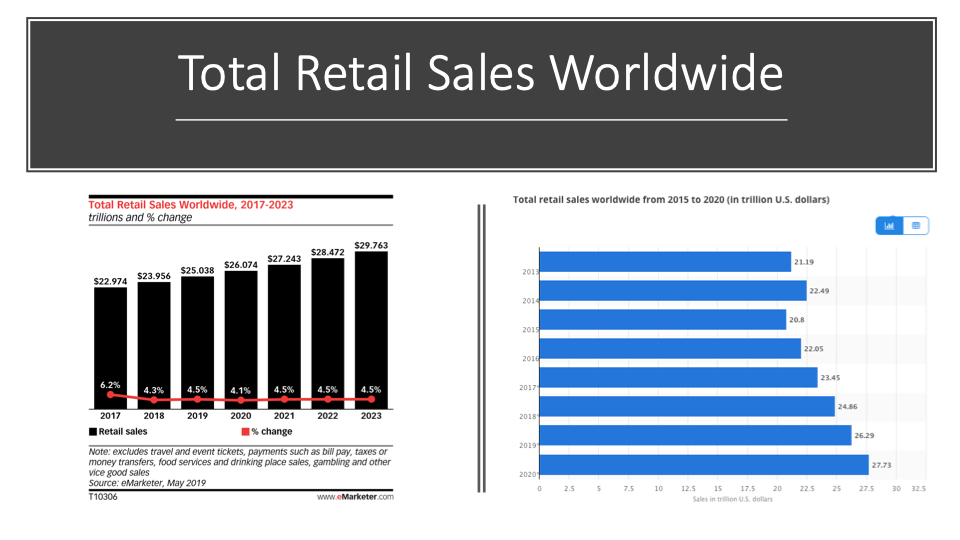 Total Retail Sales Worldwide
Total Retail Sales Worldwide, 2017-2023
trillions and % change
$22.974
$23.956
$25.038
$26.074
$27.243
$28.472
$29.763
6.2%
4.3%
4.5%
4.1%
4.5%
4.5%
4.5%
2017 2018 2019 2020 2021 2022 2023
Retail sales % change
Note: excludes travel and event tickets, payments such as bill pay, taxes or
money transfers, food services and drinking place sales, gambling and other
vice good sales
Source: eMarketer, May 2019
T10306 www.eMarketer.com
Total retail sales worldwide from 2015 to 2020 (in trillion U.S. dollars)
2013 21.19
2014 22.49
2015 20.8
2016 22.05
2017* 23.45
2018* 24.86
2019* 26.29
2020* 27.73
0 2.5 5 7.5 10 12.5 15 17.5 20 22.5 25 27.5 30 32.5
Sales in trillion U.S. dollars